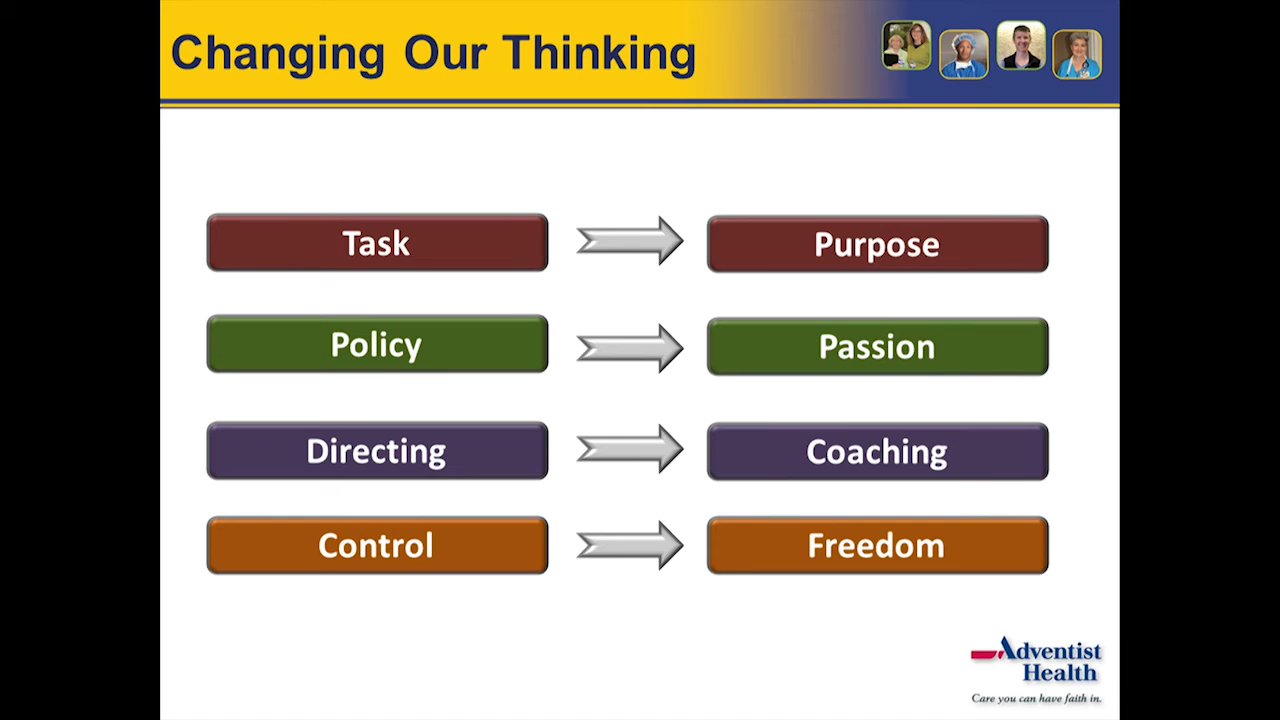 Changing Our Thinking
Task
Purpose
Policy
Passion
Directing
Coaching
Control
Freedom
Adventist
Health
Care you can have faith in.